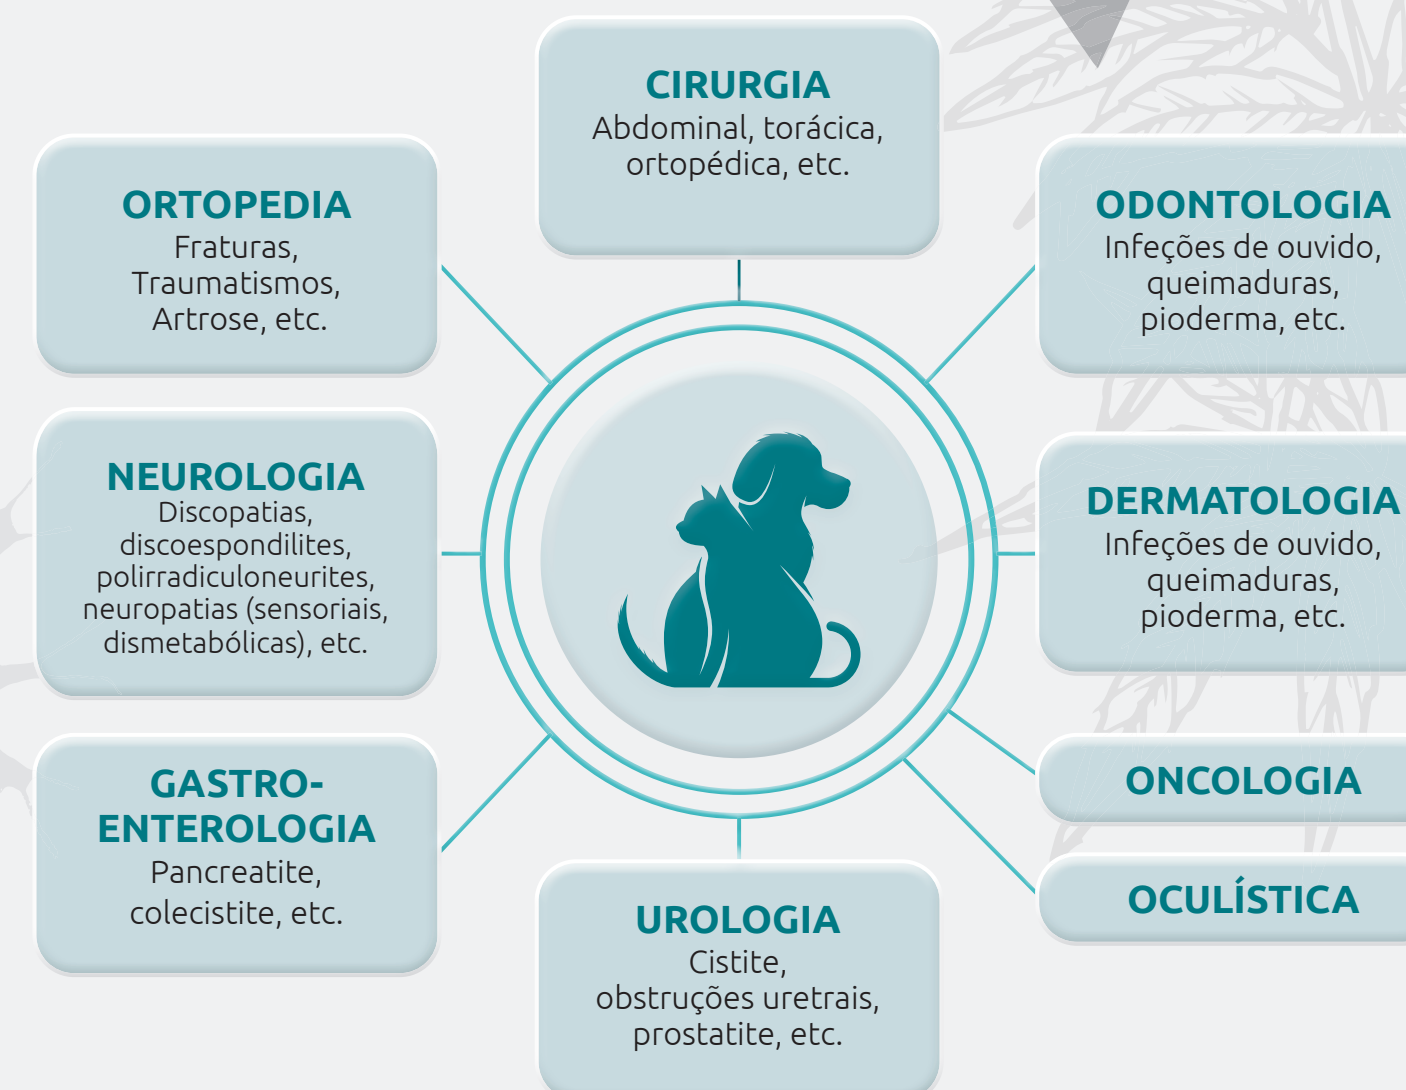 CIRURGIA
Abdominal, torácica,
ortopédica, etc.
ORTOPEDIA
Fraturas,
Traumatismos,
Artrose, etc.
ODONTOLOGIA
Infeções de ouvido,
queimaduras,
pioderma, etc.
NEUROLOGIA
Discopatias,
discoespondilites,
polirradiculoneurites,
neuropatias (sensoriais,
dismetabólicas), etc.
DERMATOLOGIA
Infeções de ouvido,
queimaduras,
pioderma, etc.
GASTRO-
ENTEROLOGIA
Pancreatite,
colecistite, etc.
ONCOLOGIA
OCULÍSTICA
UROLOGIA
Cistite,
obstruções uretrais,
prostatite, etc.